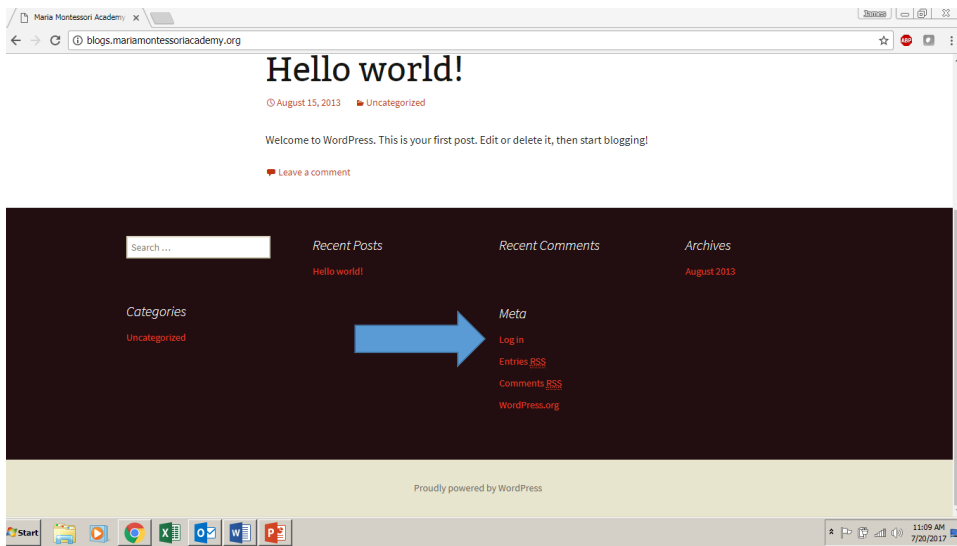 Maria Montessori Academy
James
blogs.mariamontessoriacademy.org
ABP
Hello world!
August 15, 2013 Uncategorized
Welcome to WordPress. This is your first post. Edit or delete it, then start blogging!
Leave a comment
Search …
Recent Posts
Hello world!
Recent Comments
Archives
August 2013
Categories
Uncategorized
Meta
Log in
Entries RSS
Comments RSS
WordPress.org
Proudly powered by WordPress
Start
11:09 AM
7/20/2017